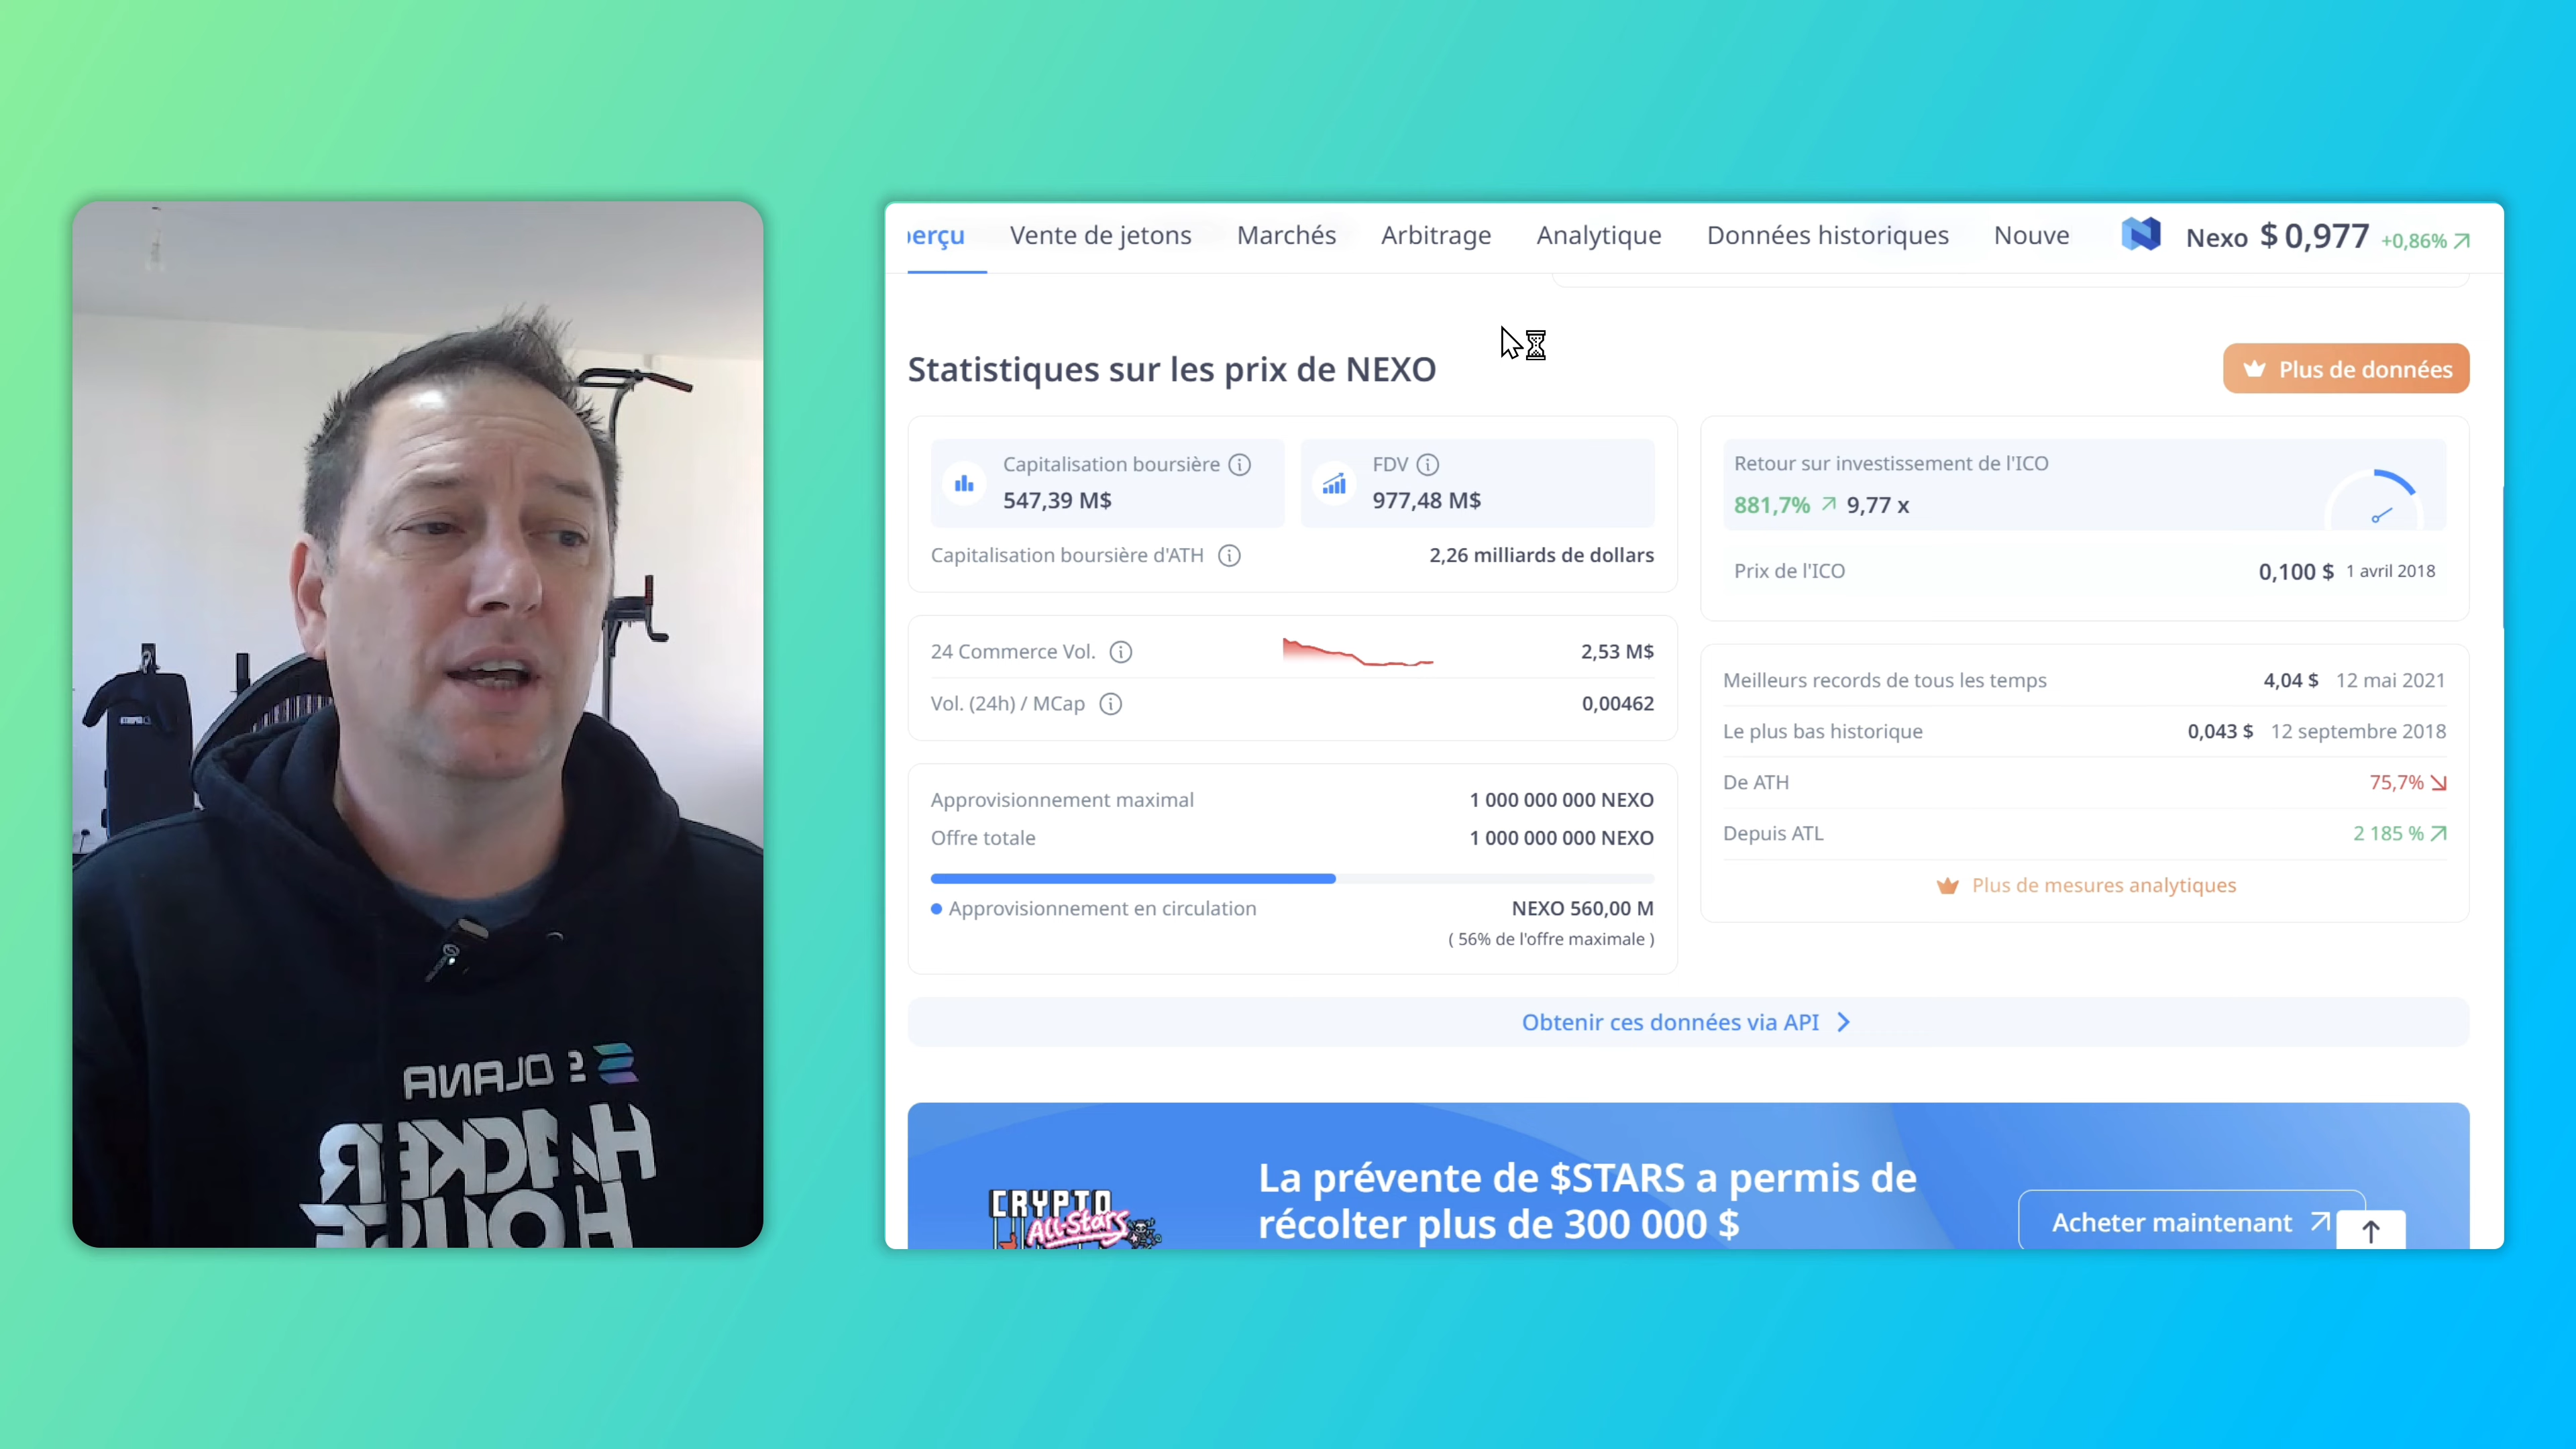 erçu
Vente de jetons
Marchés
Arbitrage
Analytique
Données historiques
Nouve
Nexo $ 0,977 +0,86%
Statistiques sur les prix de NEXO
Plus de données
Capitalisation boursière
547,39 M$
FDV
977,48 M$
Capitalisation boursière d'ATH
2,26 milliards de dollars
24 Commerce Vol.
2,53 M$
Vol. (24h) / MCap
0,00462
Approvisionnement maximal
1 000 000 000 NEXO
Offre totale
1 000 000 000 NEXO
Approvisionnement en circulation
NEXO 560,00 M
( 56% de l'offre maximale )
Retour sur investissement de l'ICO
881,7% 9,77 x
Prix de l'ICO
0,100 $ 1 avril 2018
Meilleurs records de tous les temps
4,04 $ 12 mai 2021
Le plus bas historique
0,043 $ 12 septembre 2018
De ATH
75,7%
Depuis ATL
2 185 %
Plus de mesures analytiques
Obtenir ces données via API
CRYPTO
All-Stars
La prévente de $STARS a permis de
récolter plus de 300 000 $
Acheter maintenant
SOLANA
HACKER
HOUSE